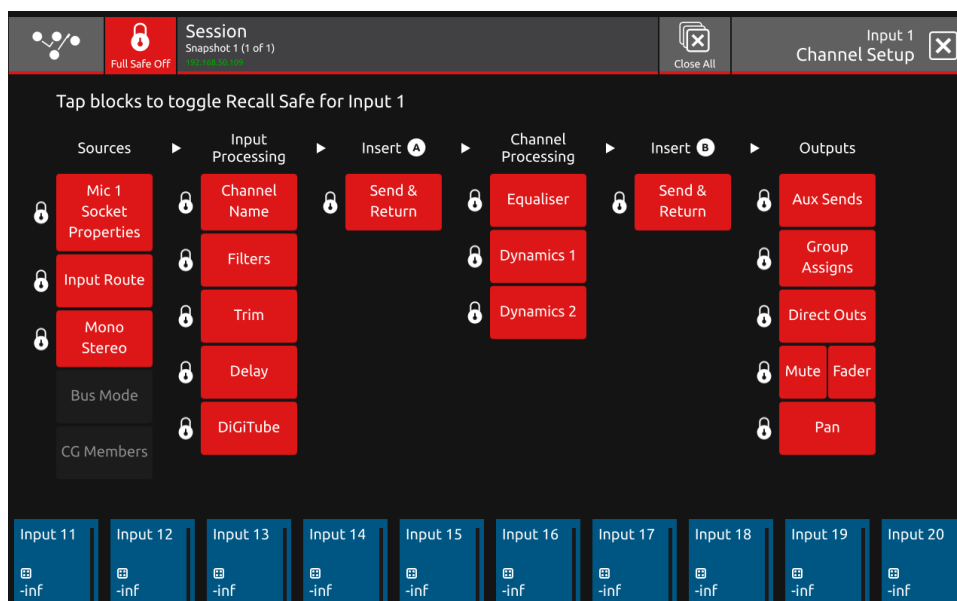 Full Safe Off
Session
Snapshot 1 (1 of 1)
192.168.50.109
Close All
Input 1
Channel Setup
Tap blocks to toggle Recall Safe for Input 1
Sources
Input
Processing
Insert A
Channel
Processing
Insert B
Outputs
Mic 1
Socket
Properties
Channel
Name
Send &
Return
Equaliser
Send &
Return
Aux Sends
Input Route
Filters
Dynamics 1
Group
Assigns
Mono
Stereo
Trim
Dynamics 2
Direct Outs
Bus Mode
Delay
Mute
Fader
CG Members
DiGiTube
Pan
Input 11
Input 12
Input 13
Input 14
Input 15
Input 16
Input 17
Input 18
Input 19
Input 20
-inf
-inf
-inf
-inf
-inf
-inf
-inf
-inf
-inf
-inf